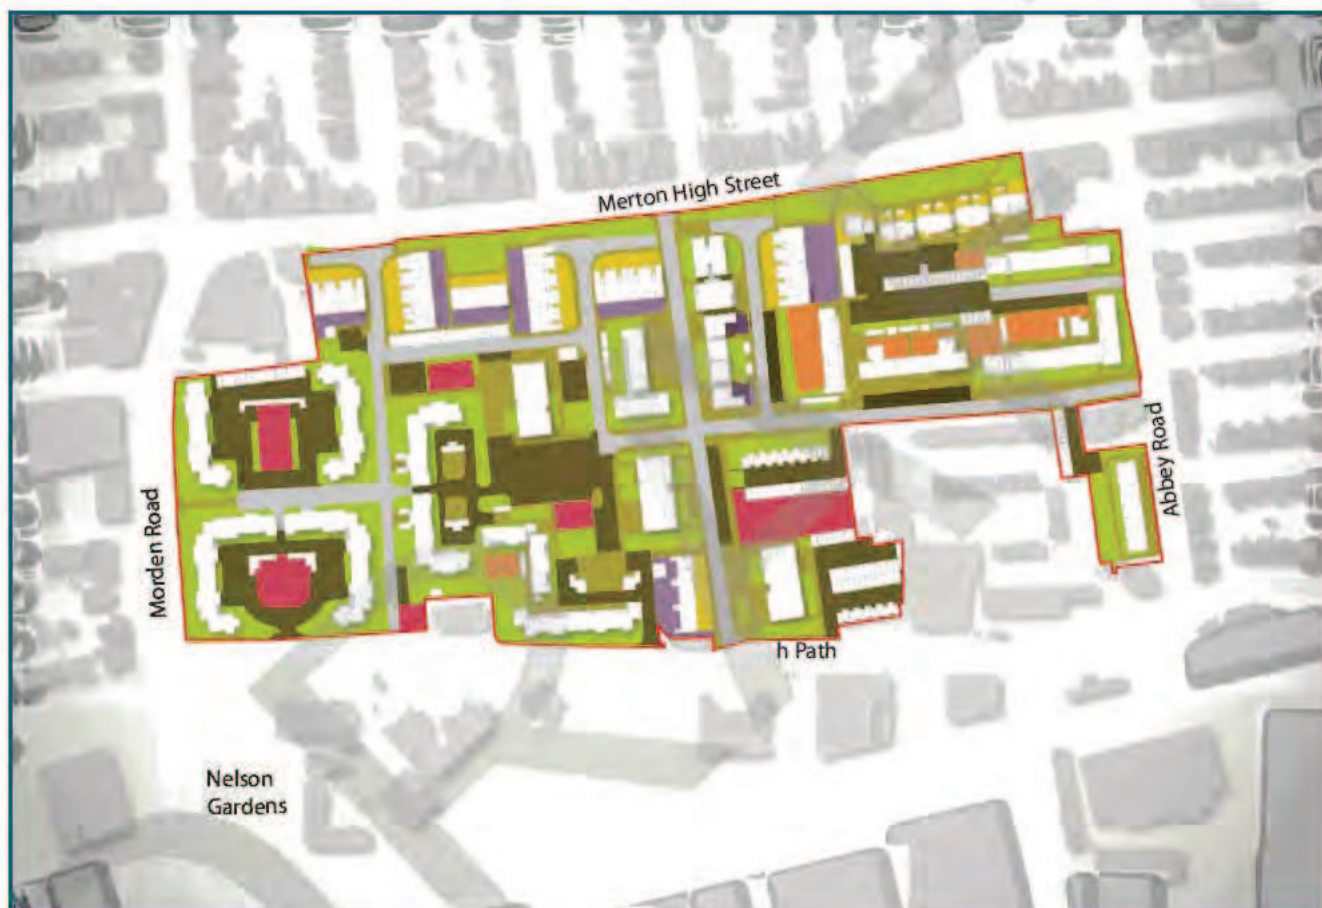 Merton High Street
Morden Road
Abbey Road
h Path
Nelson
Gardens